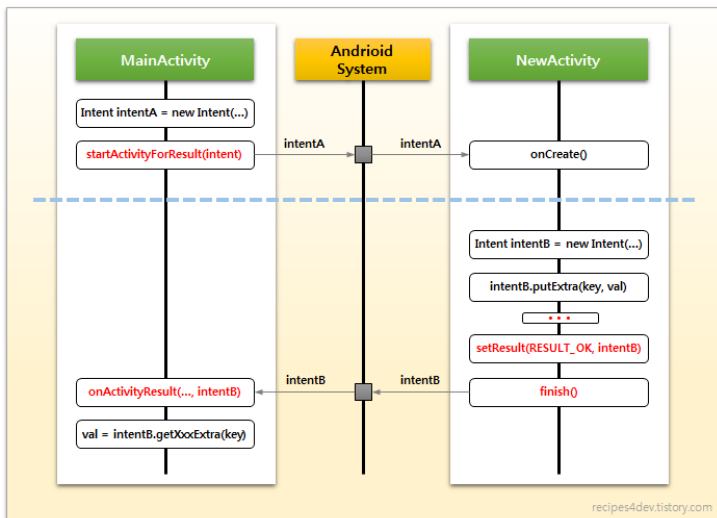 MainActivity
Andrioid
System
NewActivity
Intent intentA = new Intent(...)
startActivityForResult(intent)
intentA
intentA
onCreate()
Intent intentB = new Intent(...)
intentB.putExtra(key, val)
• • •
setResult(RESULT_OK, intentB)
onActivityResult(..., intentB)
intentB
intentB
finish()
val = intentB.getXxxExtra(key)
recipes4dev.tistory.com